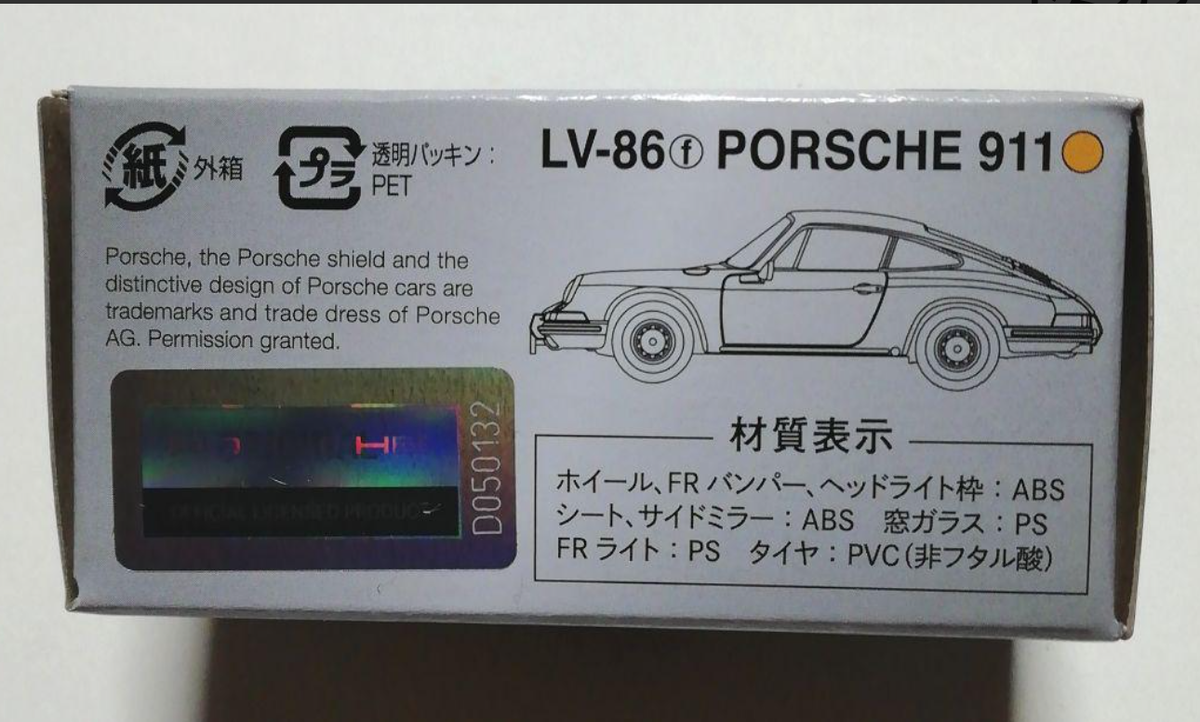 紙 外箱
プラ 透明パッキン：
PET
LV-86ⓕ PORSCHE 911
Porsche, the Porsche shield and the
distinctive design of Porsche cars are
trademarks and trade dress of Porsche
AG. Permission granted.
OFFICIAL LICENSED PRODUCT
D050132
材質表示
ホイール、FR バンパー、ヘッドライト枠：ABS
シート、サイドミラー：ABS　窓ガラス：PS
FR ライト：PS　タイヤ：PVC（非フタル酸）